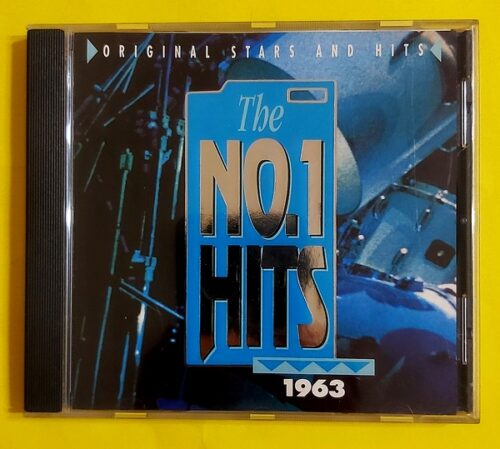 ORIGINAL STARS AND HITS
The
NO.1
HITS
1963